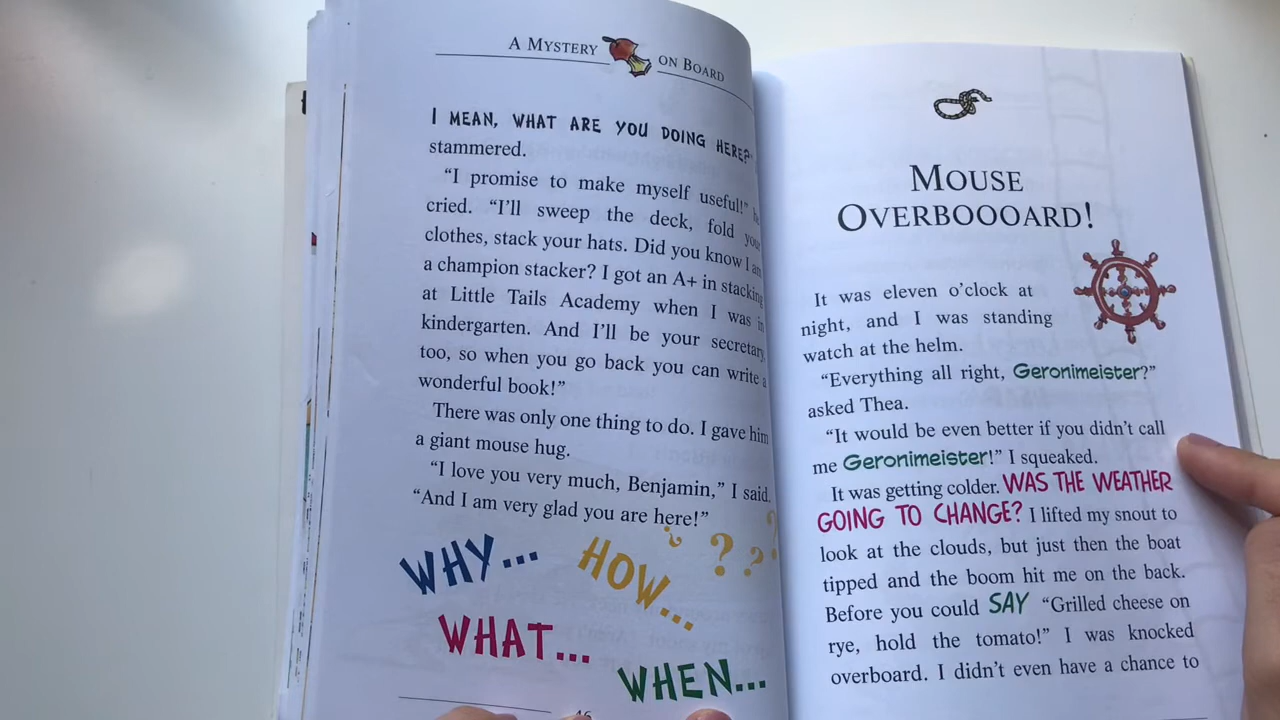 A MYSTERY ON BOARD
I MEAN, WHAT ARE YOU DOING HERE?
stammered.
“I promise to make myself useful!”
cried. “I’ll sweep the deck, fold your
clothes, stack your hats. Did you know I am
a champion stacker? I got an A+ in stacking
at Little Tails Academy when I was in
kindergarten. And I’ll be your secretary,
too, so when you go back you can write a
wonderful book!”
There was only one thing to do. I gave him
a giant mouse hug.
“I love you very much, Benjamin,” I said.
“And I am very glad you are here!”
WHY... HOW... ? ? ? ?
WHAT...
WHEN...
46
MOUSE
OVERBOOOARD!
It was eleven o’clock at
night, and I was standing
watch at the helm.
“Everything all right, Geronimeister?”
asked Thea.
“It would be even better if you didn’t call
me Geronimeister!” I squeaked.
It was getting colder. WAS THE WEATHER
GOING TO CHANGE? I lifted my snout to
look at the clouds, but just then the boat
tipped and the boom hit me on the back.
Before you could SAY “Grilled cheese on
rye, hold the tomato!” I was knocked
overboard. I didn’t even have a chance to